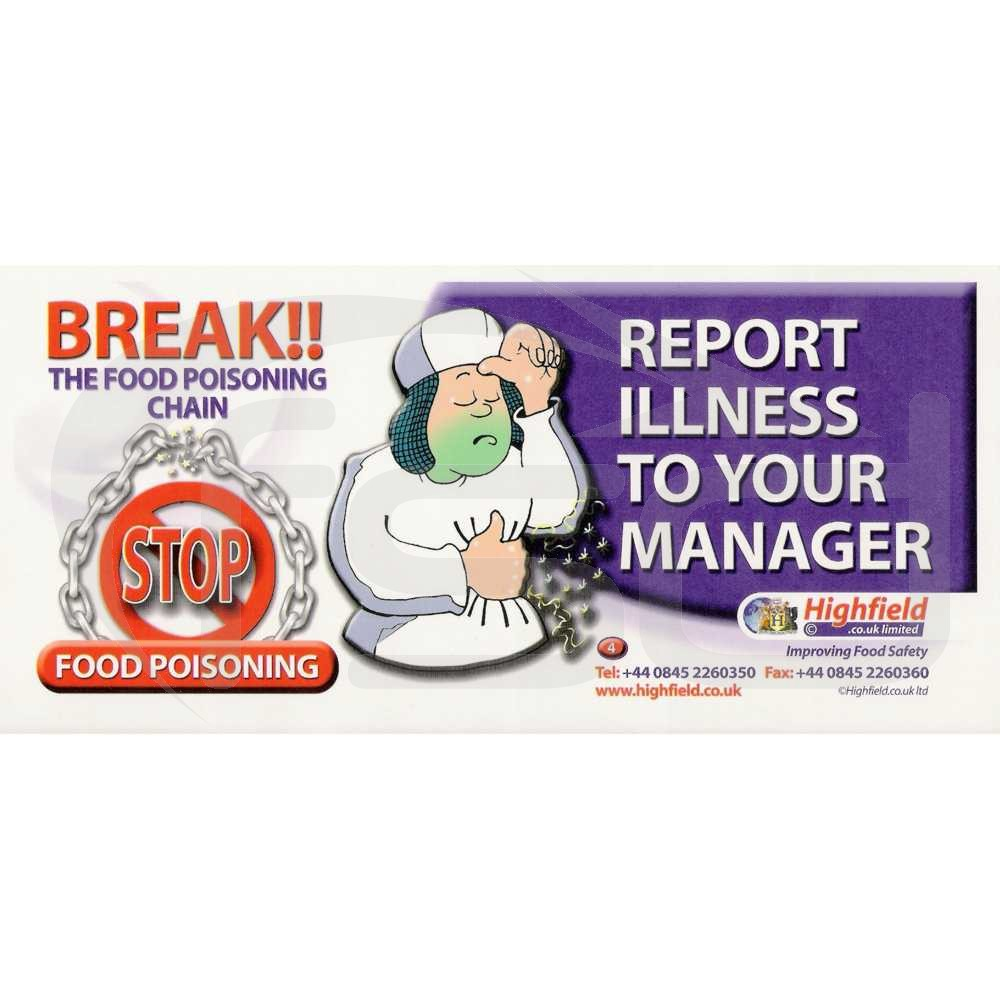 BREAK!!
THE FOOD POISONING
CHAIN
STOP
FOOD POISONING
REPORT
ILLNESS
TO YOUR
MANAGER
H
Highfield
© .co.uk limited
Improving Food Safety
4
Tel: +44 0845 2260350 Fax: +44 0845 2260360
www.highfield.co.uk ©Highfield.co.uk ltd